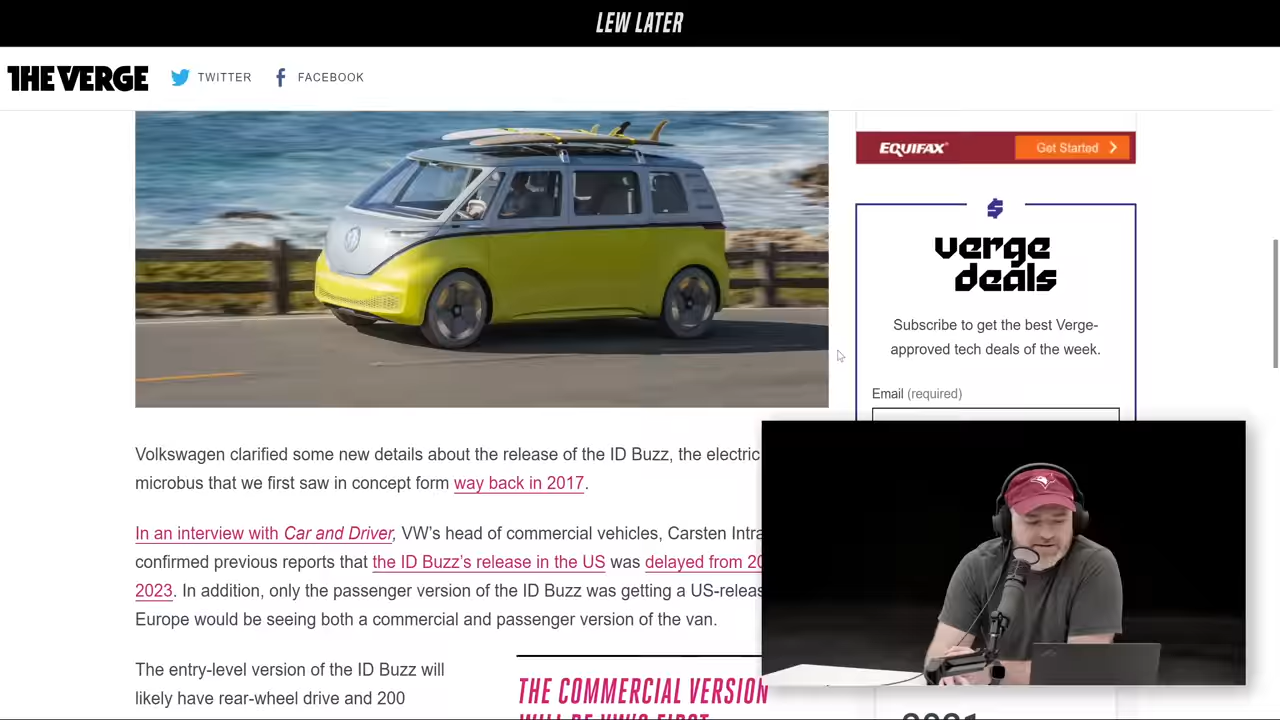 LEW LATER
THE VERGE
TWITTER
FACEBOOK
EQUIFAX
Get Started
$
verge
deals
Subscribe to get the best Verge-
approved tech deals of the week.
Email (required)
Volkswagen clarified some new details about the release of the ID Buzz, the electric
microbus that we first saw in concept form way back in 2017.
In an interview with Car and Driver, VW’s head of commercial vehicles, Carsten
confirmed previous reports that the ID Buzz’s release in the US was delayed from
2023. In addition, only the passenger version of the ID Buzz was getting a
Europe would be seeing both a commercial and passenger version of the van.
The entry-level version of the ID Buzz will
likely have rear-wheel drive and 200
THE COMMERCIAL VERSION
WILL BE VW'S FIRST